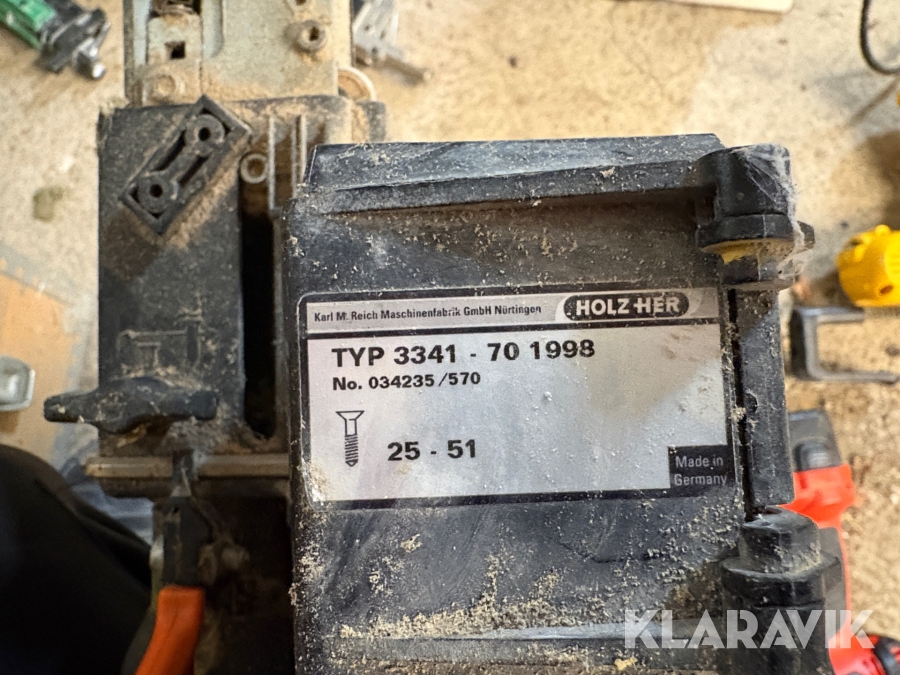 Karl M. Reich Maschinenfabrik GmbH Nürtingen HOLZ-HER
TYP 3341 - 70 1998
No. 034235/570
25 - 51
Made in
Germany
KLARAVIK